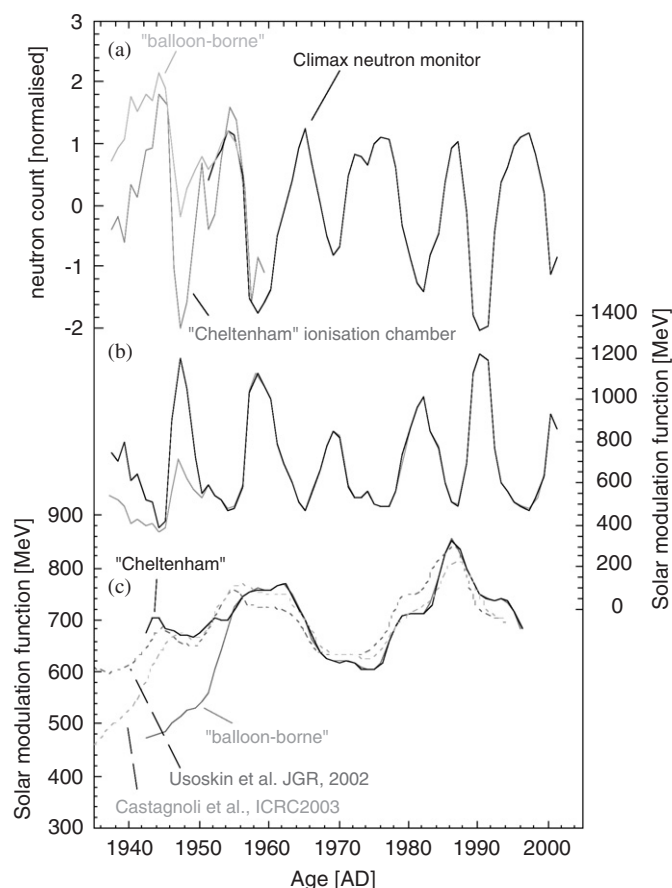 (a)
"balloon-borne"
Climax neutron monitor
neutron count [normalised]
3
2
1
0
-1
-2
"Cheltenham" ionisation chamber
(b)
1400
1200
1000
800
600
400
200
0
Solar modulation function [MeV]
900
800
700
600
500
400
300
Solar modulation function [MeV]
"Cheltenham"
(c)
"balloon-borne"
Usoskin et al. JGR, 2002
Castagnoli et al., ICRC2003
1940 1950 1960 1970 1980 1990 2000
Age [AD]